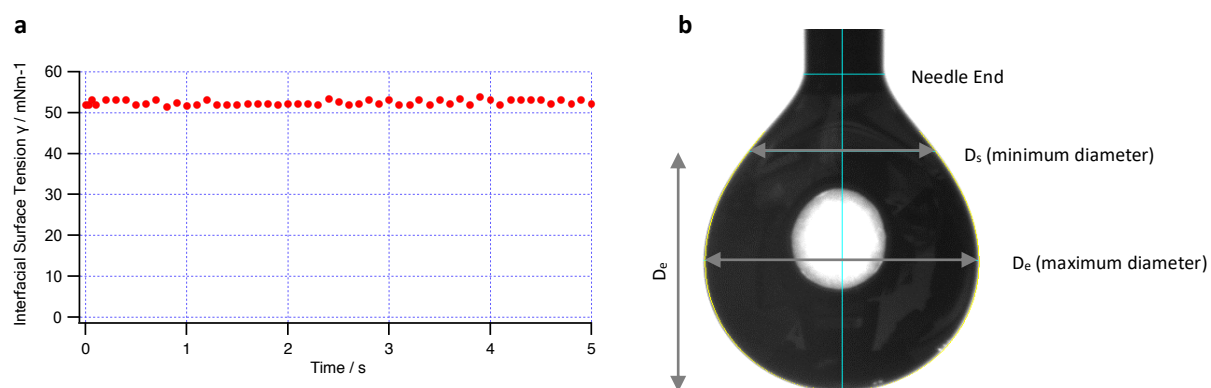 a
Interfacial Surface Tension γ / mNm-1
60
50
40
30
20
10
0
0 1 2 3 4 5
Time / s
b
Needle End
Dₛ (minimum diameter)
Dₑ
Dₑ (maximum diameter)